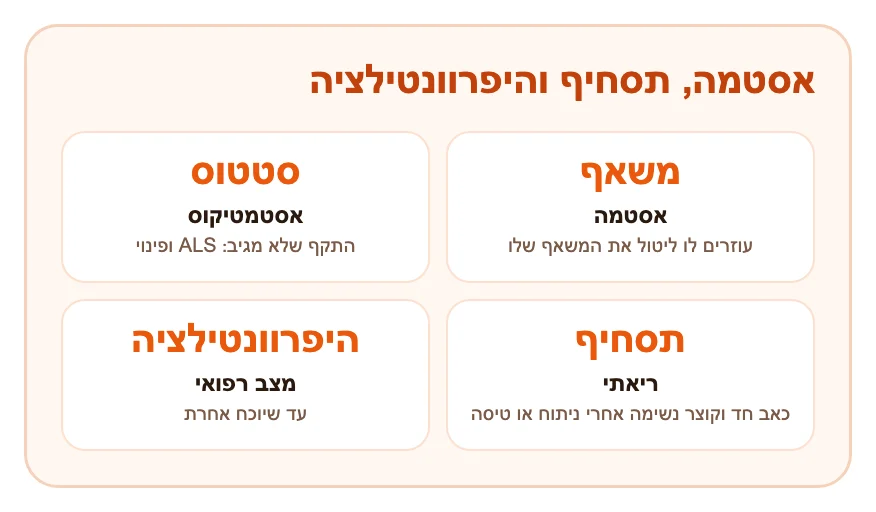 אסטמה, תסחיף והיפרוונטילציה
משאף
אסטמה
עוזרים לו ליטול את המשאף שלו
סטטוס
אסטמטיקוס
התקף שלא מגיב: ALS ופינוי
תסחיף
ריאתי
כאב חד וקוצר נשימה אחרי ניתוח או טיסה
היפרוונטילציה
מצב רפואי
עד שיוכח אחרת